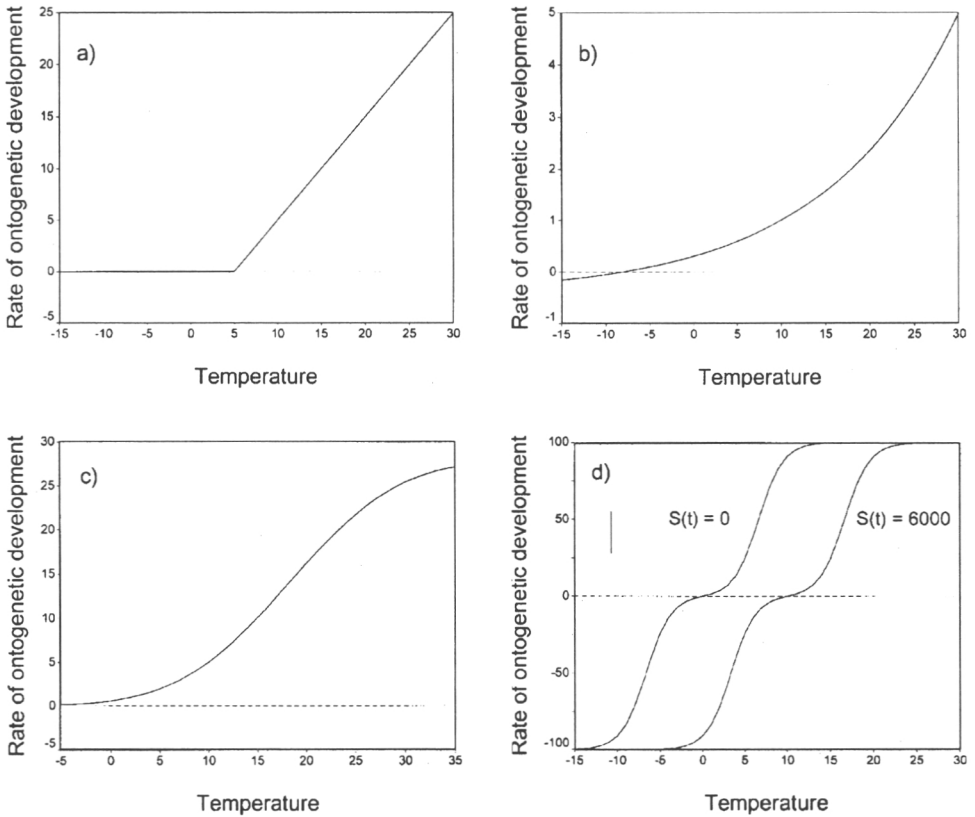 Rate of ontogenetic development
25
20
15
10
5
0
-5
a)
-15 -10 -5 0 5 10 15 20 25 30
Temperature
Rate of ontogenetic development
5
4
3
2
1
0
-1
b)
-15 -10 -5 0 5 10 15 20 25 30
Temperature
Rate of ontogenetic development
30
25
20
15
10
5
0
-5
c)
-5 0 5 10 15 20 25 30 35
Temperature
Rate of ontogenetic development
100
50
0
-50
-100
d)
S(t) = 0 S(t) = 6000
-15 -10 -5 0 5 10 15 20 25 30
Temperature